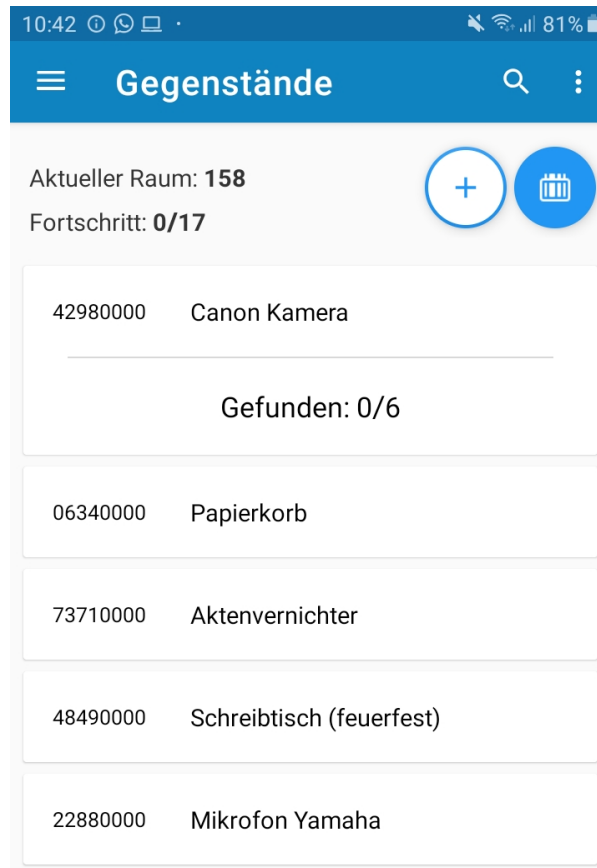 10:42 81%
Gegenstände
Aktueller Raum: 158
Fortschritt: 0/17
42980000 Canon Kamera
Gefunden: 0/6
06340000 Papierkorb
73710000 Aktenvernichter
48490000 Schreibtisch (feuerfest)
22880000 Mikrofon Yamaha